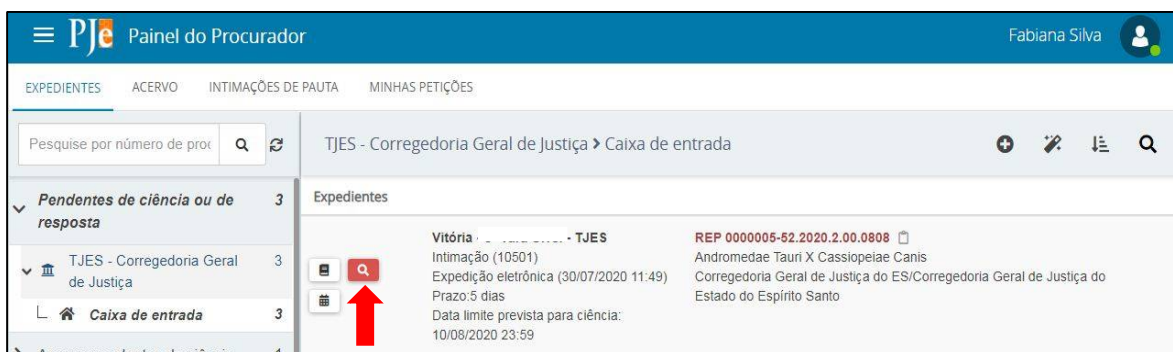 PJe Painel do Procurador
Fabiana Silva
EXPEDIENTES ACERVO INTIMAÇÕES DE PAUTA MINHAS PETIÇÕES
Pesquise por número de proc
TJES - Corregedoria Geral de Justiça > Caixa de entrada
Pendentes de ciência ou de 3
resposta
TJES - Corregedoria Geral 3
de Justiça
Caixa de entrada 3
1
Expedientes
Vitória - TJES
Intimação (10501)
Expedição eletrônica (30/07/2020 11:49)
Prazo:5 dias
Data limite prevista para ciência:
10/08/2020 23:59
REP 0000005-52.2020.2.00.0808
Andromedae Tauri X Cassiopeiae Canis
Corregedoria Geral de Justiça do ES/Corregedoria Geral de Justiça do
Estado do Espírito Santo